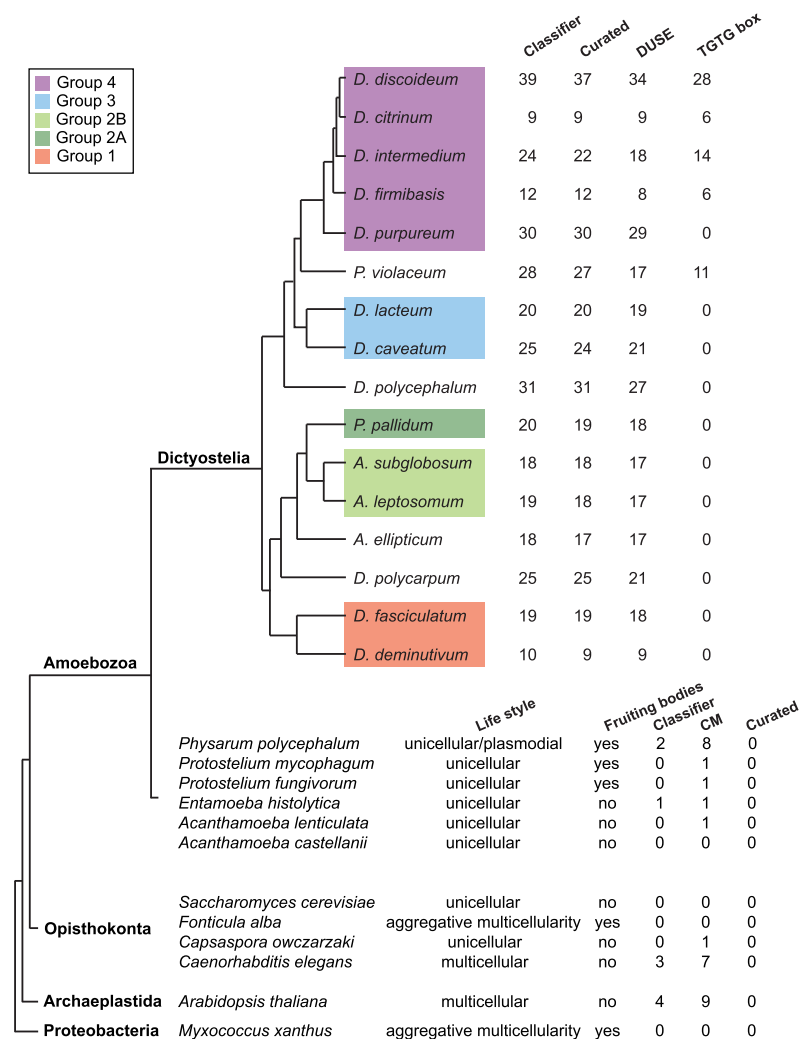 Classifier Curated DUSE TGTG box
Group 4
Group 3
Group 2B
Group 2A
Group 1
D. discoideum 39 37 34 28
D. citrinum 9 9 9 6
D. intermedium 24 22 18 14
D. firmibasis 12 12 8 6
D. purpureum 30 30 29 0
P. violaceum 28 27 17 11
D. lacteum 20 20 19 0
D. caveatum 25 24 21 0
D. polycephalum 31 31 27 0
P. pallidum 20 19 18 0
Dictyostelia
A. subglobosum 18 18 17 0
A. leptosomum 19 18 17 0
A. ellipticum 18 17 17 0
D. polycarpum 25 25 21 0
D. fasciculatum 19 19 18 0
D. deminutivum 10 9 9 0
Amoebozoa
Life style Fruiting bodies Classifier CM Curated
Physarum polycephalum unicellular/plasmodial yes 2 8 0
Protostelium mycophagum unicellular yes 0 1 0
Protostelium fungivorum unicellular yes 0 1 0
Entamoeba histolytica unicellular no 1 1 0
Acanthamoeba lenticulata unicellular no 0 1 0
Acanthamoeba castellanii unicellular no 0 0 0
Saccharomyces cerevisiae unicellular no 0 0 0
Opisthokonta Fonticula alba aggregative multicellularity yes 0 0 0
Capsaspora owczarzaki unicellular no 0 1 0
Caenorhabditis elegans multicellular no 3 7 0
Archaeplastida Arabidopsis thaliana multicellular no 4 9 0
Proteobacteria Myxococcus xanthus aggregative multicellularity yes 0 0 0